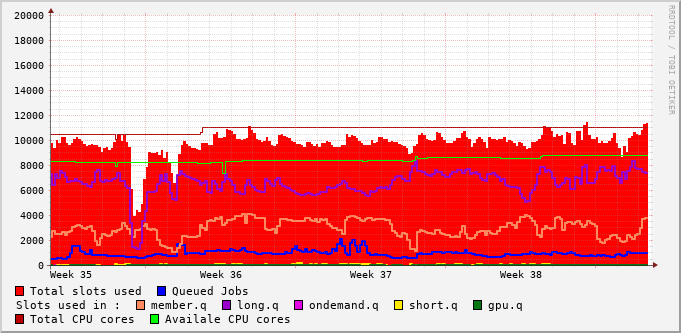 20000
18000
16000
14000
12000
10000
8000
6000
4000
2000
0
Week 35 Week 36 Week 37 Week 38
RRDTOOL / TOBI OETIKER
Total slots used Queued Jobs
Slots used in : member.q long.q ondemand.q short.q gpu.q
Total CPU cores Availale CPU cores